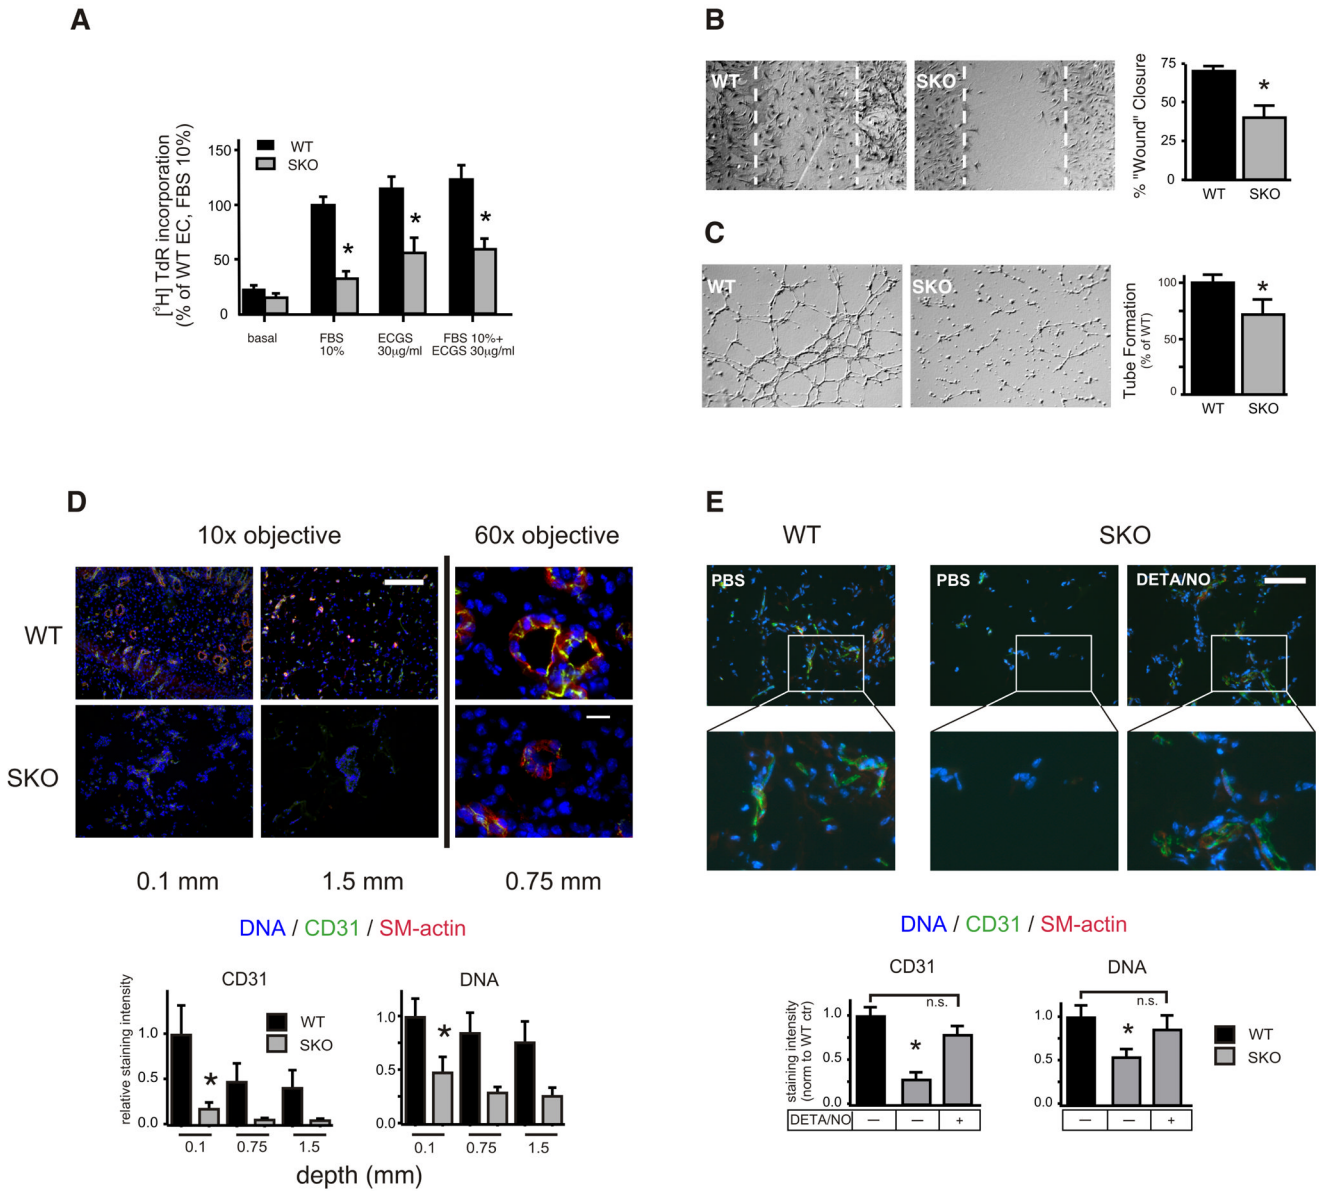 A
[³H] TdR incorporation
(% of WT EC, FBS 10%)
150
100
50
0
WT
SKO
*
*
*
basal
FBS
10%
ECGS
30µg/ml
FBS 10%+
ECGS 30µg/ml
B
WT
SKO
% "Wound" Closure
75
50
25
0
*
WT
SKO
C
WT
SKO
Tube Formation
(% of WT)
100
50
0
*
WT
SKO
D
10x objective
60x objective
WT
SKO
0.1 mm
1.5 mm
0.75 mm
DNA / CD31 / SM-actin
CD31
relative staining intensity
1.0
0.5
0.0
WT
SKO
*
0.1
0.75
1.5
DNA
1.0
0.5
0.0
*
0.1
0.75
1.5
depth (mm)
E
WT
SKO
PBS
PBS
DETA/NO
DNA / CD31 / SM-actin
CD31
staining intensity
(norm to WT ctr)
1.0
0.5
0.0
n.s.
*
DETA/NO
—
—
+
DNA
1.0
0.5
0.0
n.s.
*
—
—
+
WT
SKO